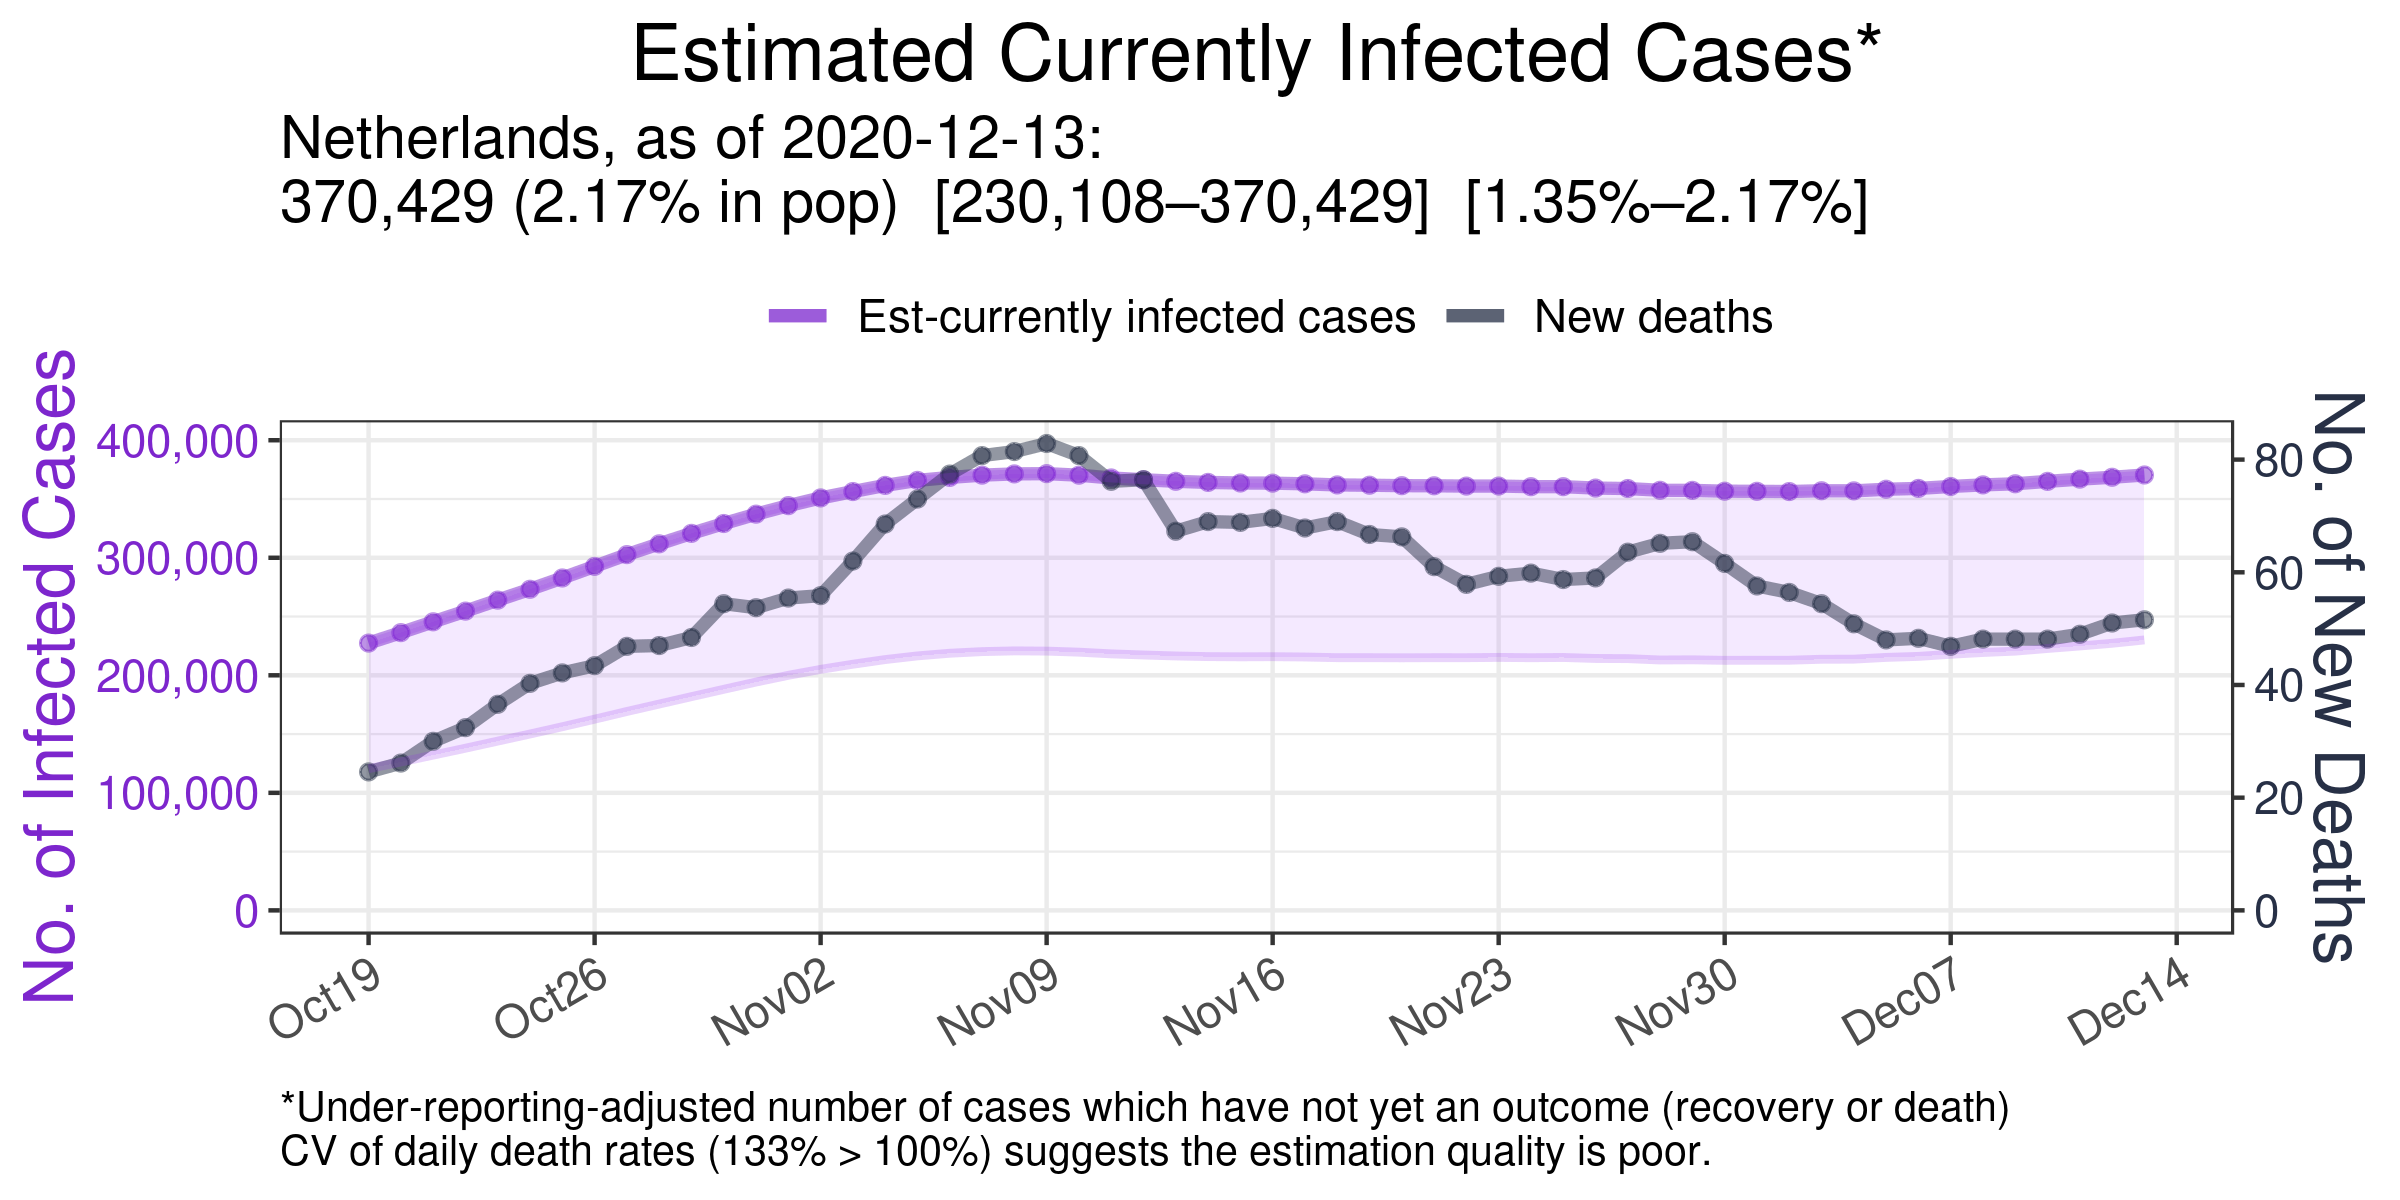 Estimated Currently Infected Cases*
Netherlands, as of 2020-12-13:
370,429 (2.17% in pop)  [230,108–370,429]  [1.35%–2.17%]
Est-currently infected cases
New deaths
No. of Infected Cases
400,000
300,000
200,000
100,000
0
80
60
40
20
0
No. of New Deaths
Oct19
Oct26
Nov02
Nov09
Nov16
Nov23
Nov30
Dec07
Dec14
*Under-reporting-adjusted number of cases which have not yet an outcome (recovery or death)
CV of daily death rates (133% > 100%) suggests the estimation quality is poor.